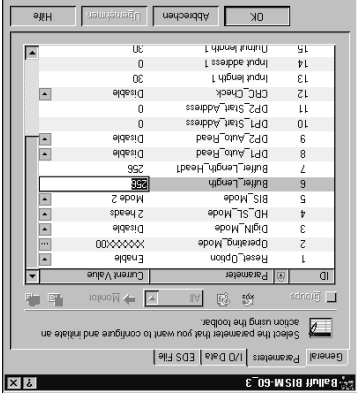 Balluff BISM-60_3
General Parameters I/O Data EDS File
Select the parameter that you want to configure and initiate an
action using the toolbar.
Groups All Monitor
ID Parameter Current Value
1 Reset_Option Enable
2 Operating_Mode XXXXXX00
3 DigIN_Mode Disable
4 HD_SL_Mode 2 heads
5 BIS_Mode Mode 2
6 Buffer_Length 256
7 Buffer_Length_Head1 256
8 DP1_Auto_Read Disable
9 DP2_Auto_Read Disable
10 DP1_Start_Address 0
11 DP2_Start_Address 0
12 CRC_Check Disable
13 Input length 1 30
14 Input address 1 0
15 Output length 1 30
OK Abbrechen Übernehmen Hilfe